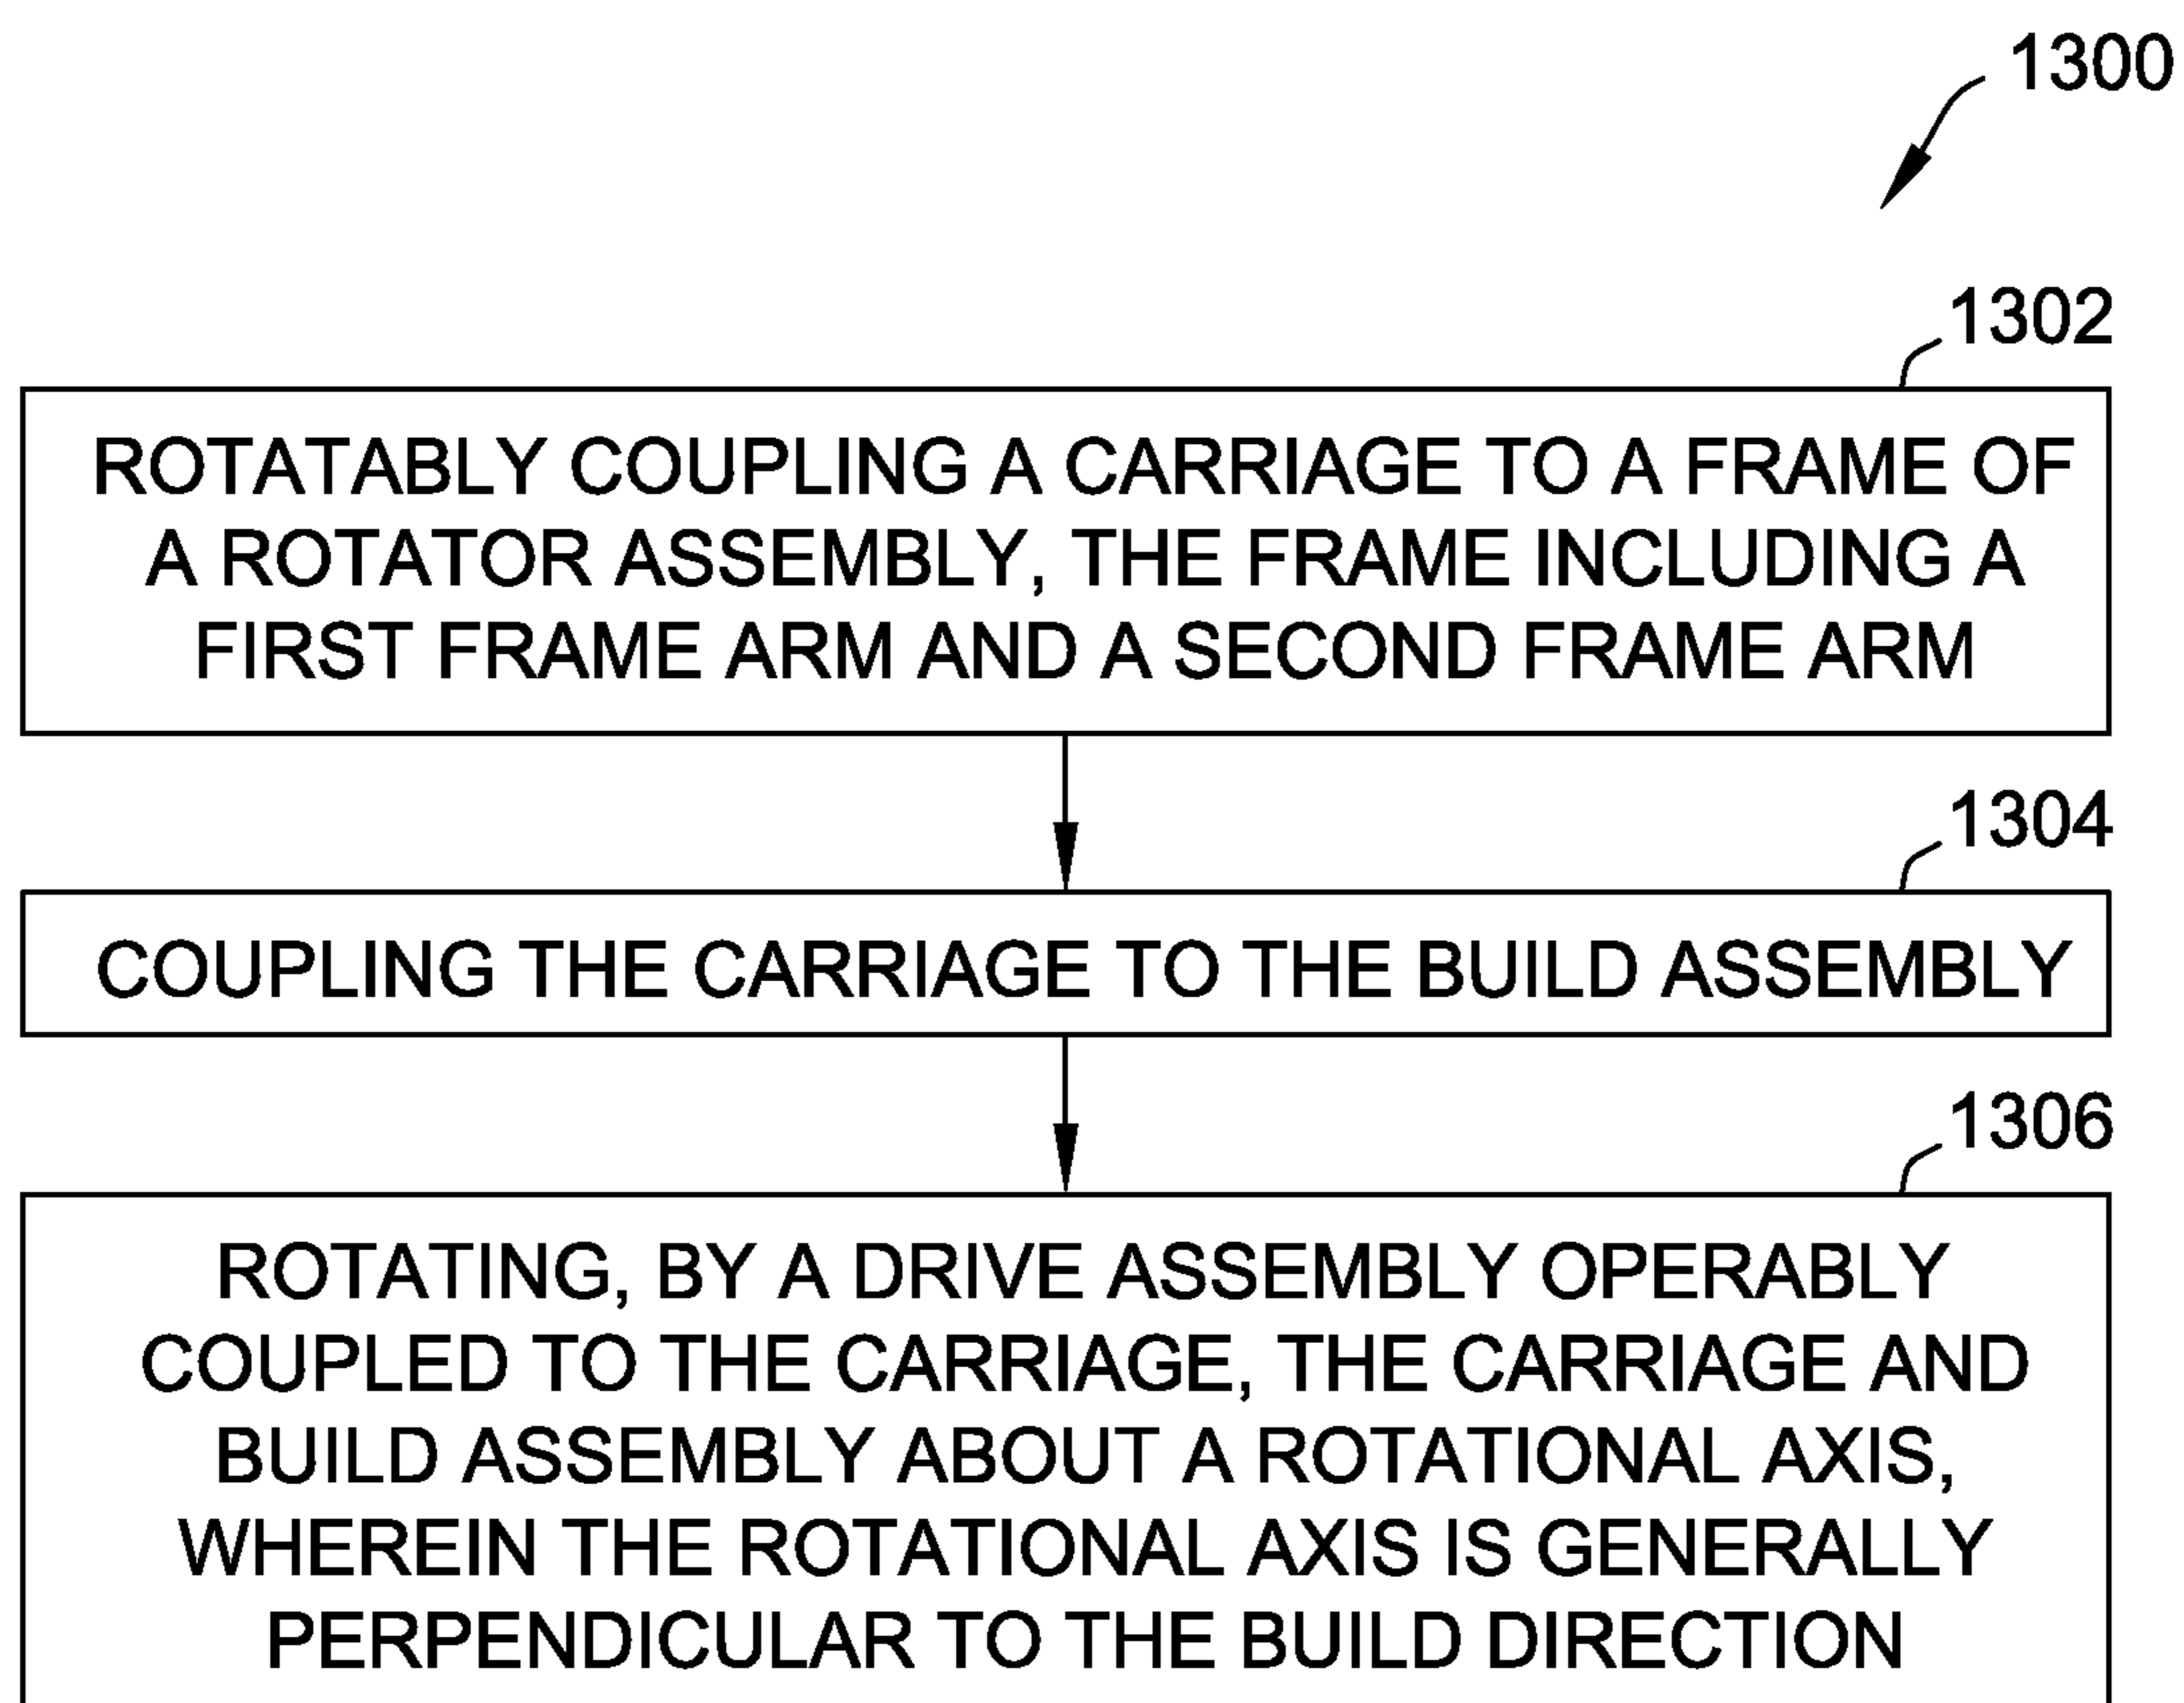 1300
1302
ROTATABLY COUPLING A CARRIAGE TO A FRAME OF
A ROTATOR ASSEMBLY, THE FRAME INCLUDING A
FIRST FRAME ARM AND A SECOND FRAME ARM
1304
COUPLING THE CARRIAGE TO THE BUILD ASSEMBLY
1306
ROTATING, BY A DRIVE ASSEMBLY OPERABLY
COUPLED TO THE CARRIAGE, THE CARRIAGE AND
BUILD ASSEMBLY ABOUT A ROTATIONAL AXIS,
WHEREIN THE ROTATIONAL AXIS IS GENERALLY
PERPENDICULAR TO THE BUILD DIRECTION